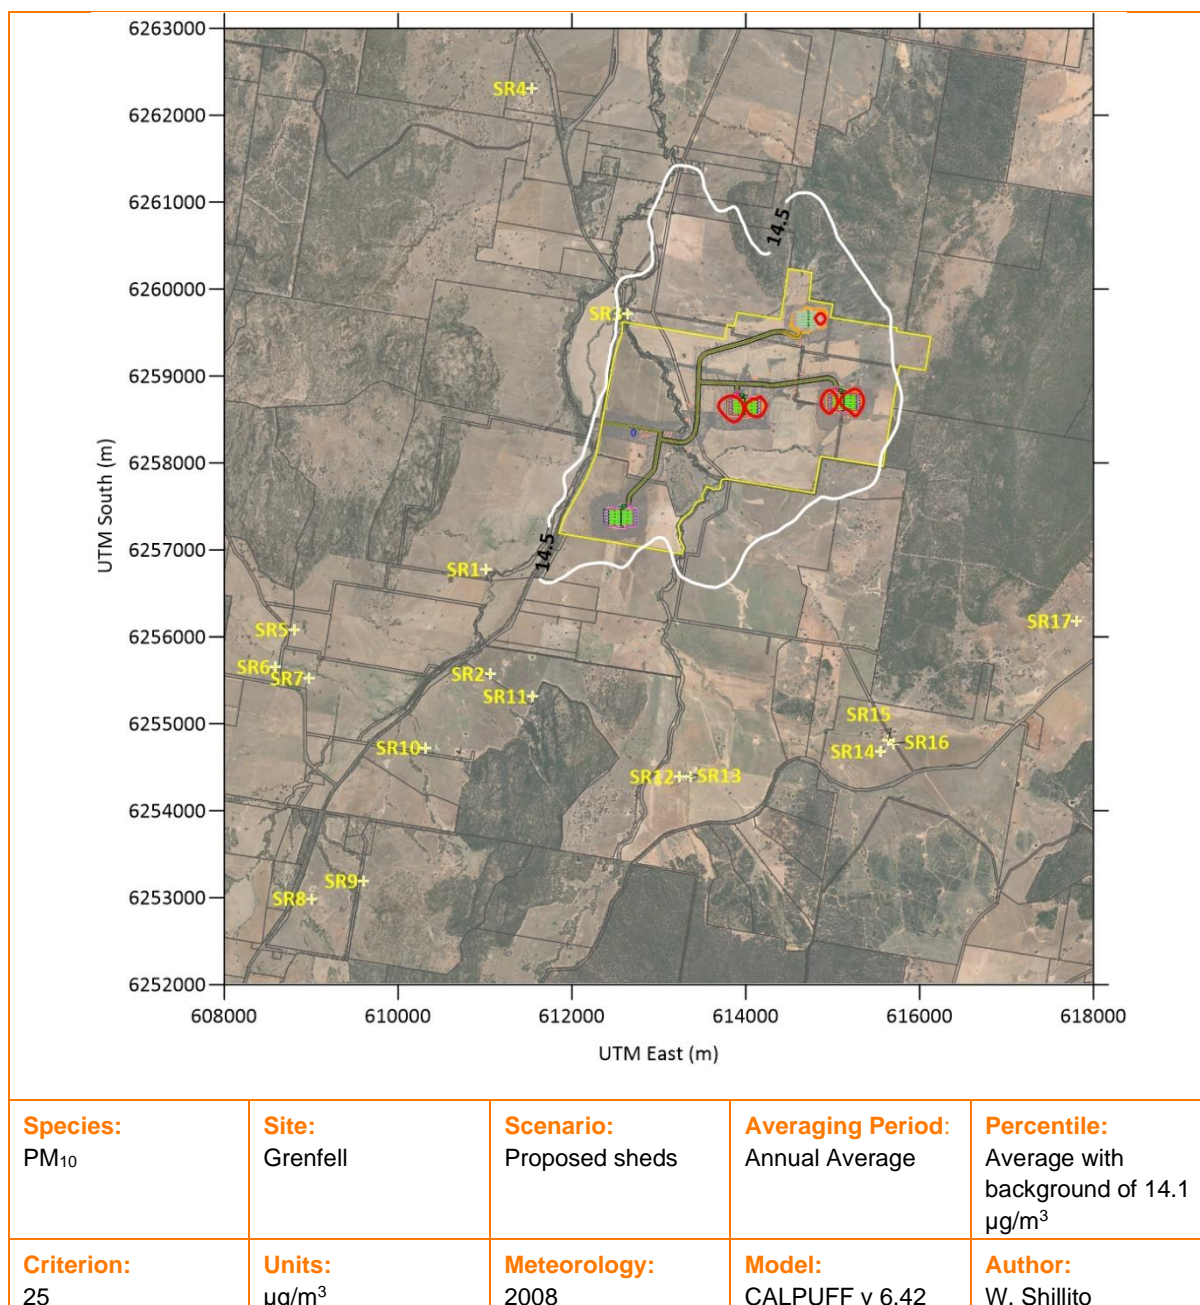 6263000
6262000
6261000
6260000
6259000
6258000
6257000
6256000
6255000
6254000
6253000
6252000
UTM South (m)
608000 610000 612000 614000 616000 618000
UTM East (m)
SR4
14.5
SR3
14.5
SR1
SR5
SR17
SR6
SR7
SR2
SR11
SR15
SR10
SR14
SR16
SR12
SR13
SR9
SR8
Species:
PM₁₀
Site:
Grenfell
Scenario:
Proposed sheds
Averaging Period:
Annual Average
Percentile:
Average with
background of 14.1
µg/m³
Criterion:
25
Units:
µg/m³
Meteorology:
2008
Model:
CALPUFF v 6.42
Author:
W. Shillito